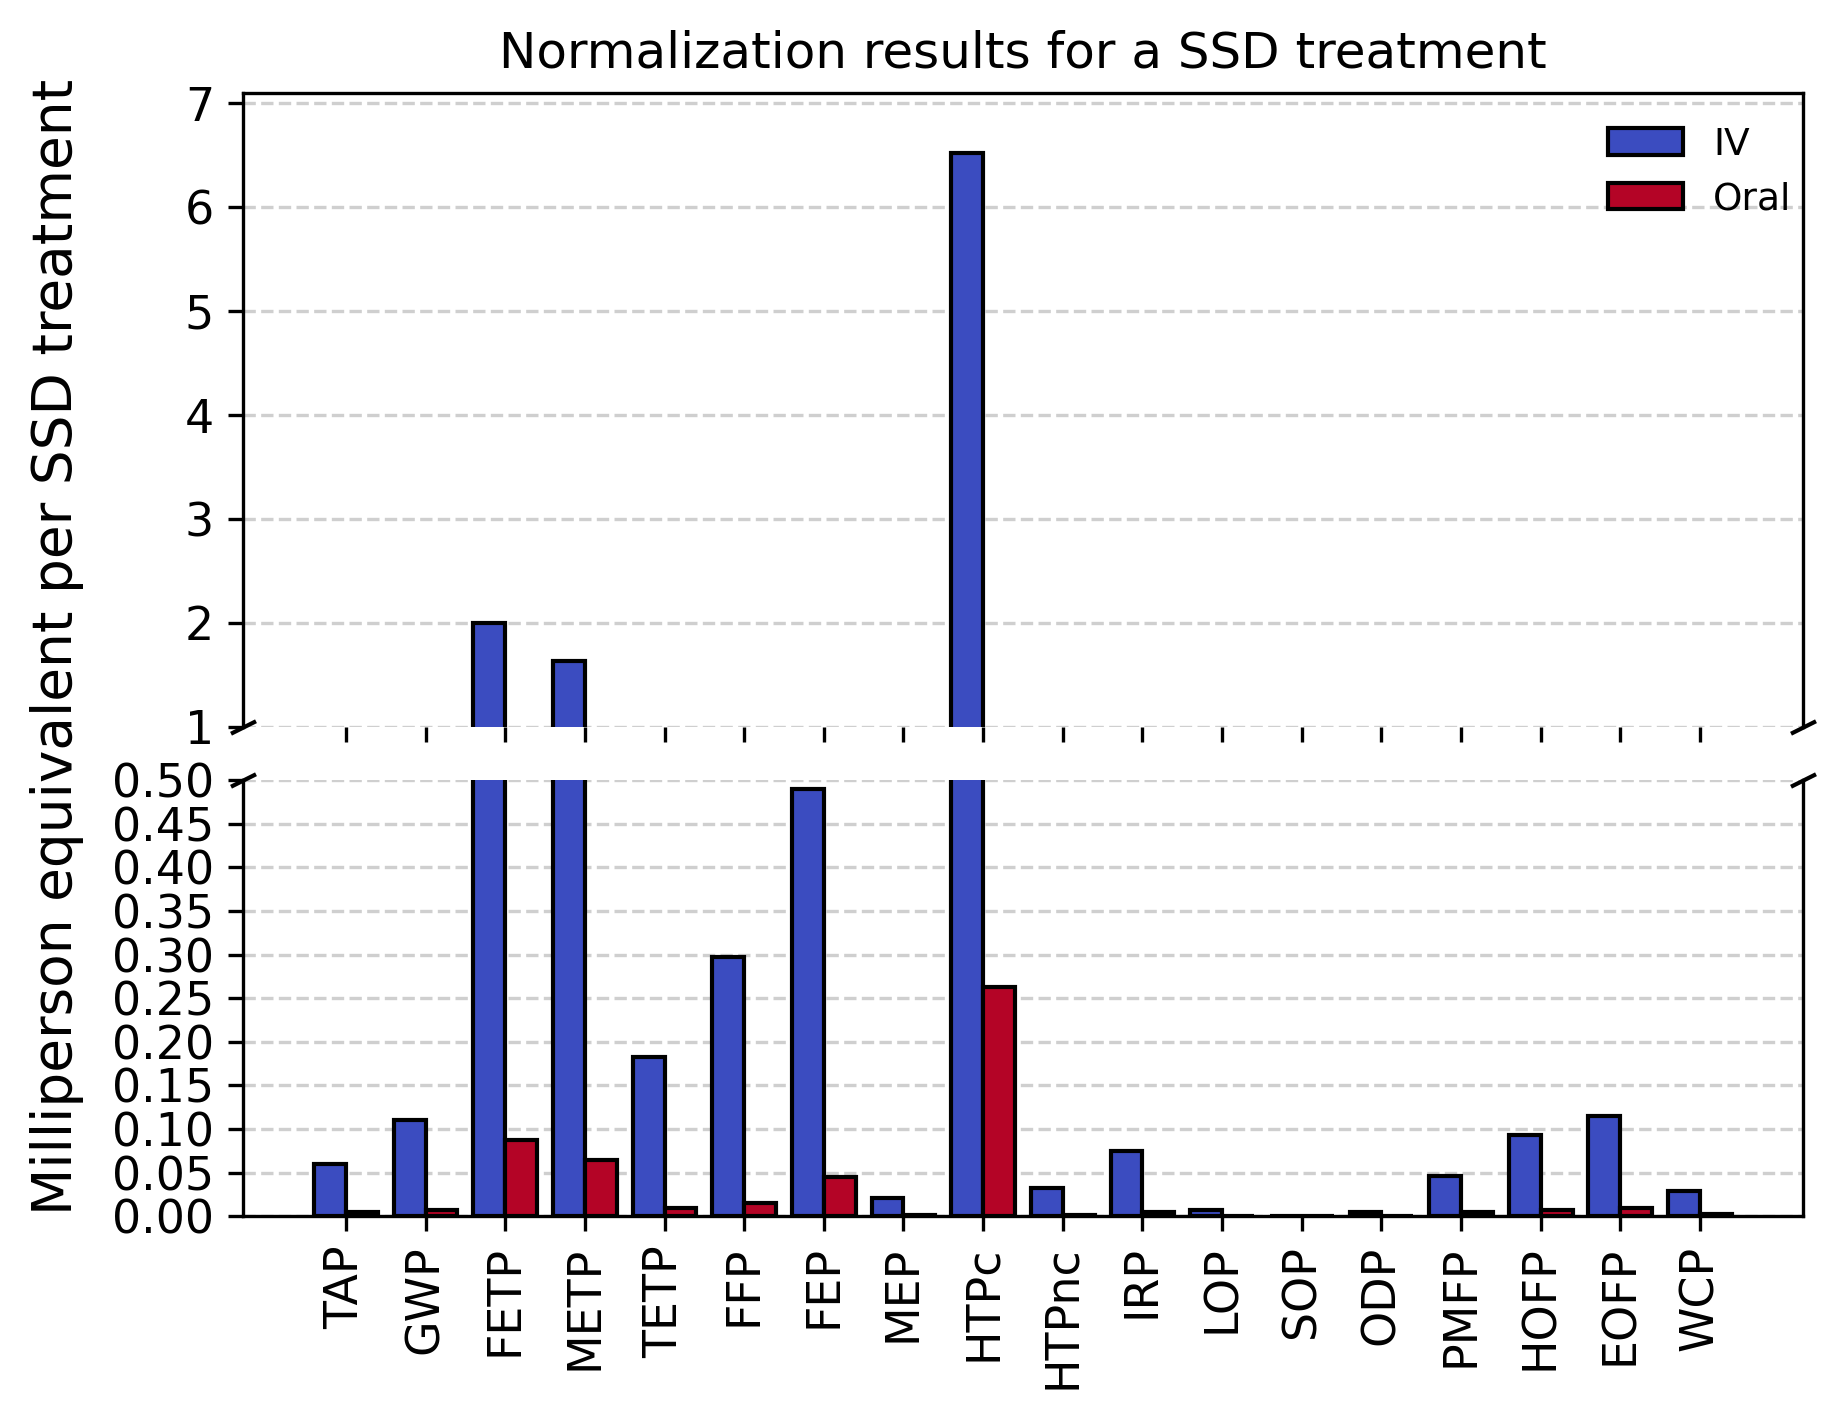 Normalization results for a SSD treatment
Milliperson equivalent per SSD treatment
7
6
5
4
3
2
1
IV
Oral
0.50
0.45
0.40
0.35
0.30
0.25
0.20
0.15
0.10
0.05
0.00
TAP
GWP
FETP
METP
TETP
FFP
FEP
MEP
HTPc
HTPnc
IRP
LOP
SOP
ODP
PMFP
HOFP
EOFP
WCP